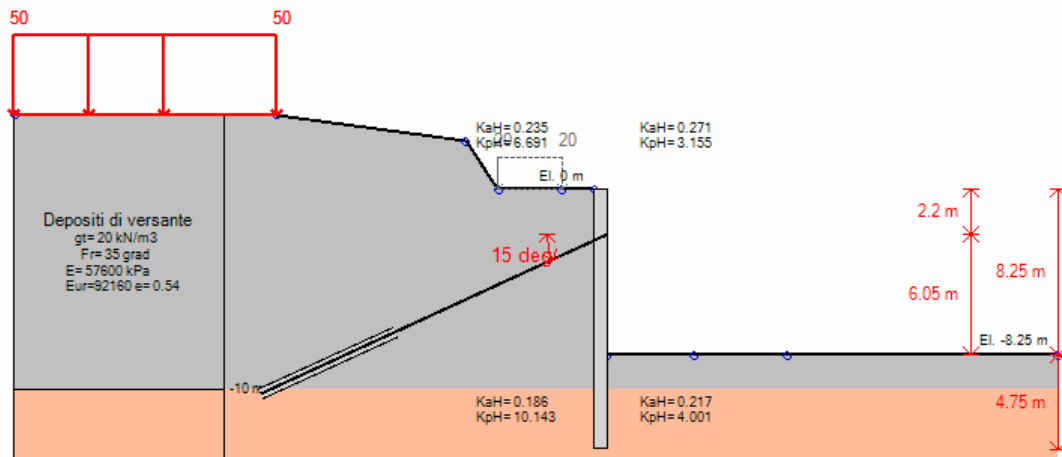 50
50
KaH= 0.235
KpH= 6.691
KaH= 0.271
KpH= 3.155
20
20
El. 0 m
Depositi di versante
gt= 20 kN/m3
Fr= 35 grad
E= 57600 kPa
Eur=92160 e= 0.54
15 deg
2.2 m
8.25 m
6.05 m
El. -8.25 m
-10 m
KaH= 0.186
KpH= 10.143
KaH= 0.217
KpH= 4.001
4.75 m